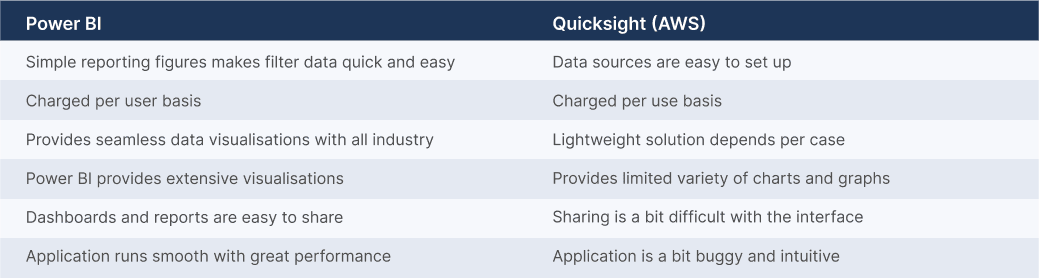 Power BI Quicksight (AWS)
Simple reporting figures makes filter data quick and easy Data sources are easy to set up
Charged per user basis Charged per use basis
Provides seamless data visualisations with all industry Lightweight solution depends per case
Power BI provides extensive visualisations Provides limited variety of charts and graphs
Dashboards and reports are easy to share Sharing is a bit difficult with the interface
Application runs smooth with great performance Application is a bit buggy and intuitive